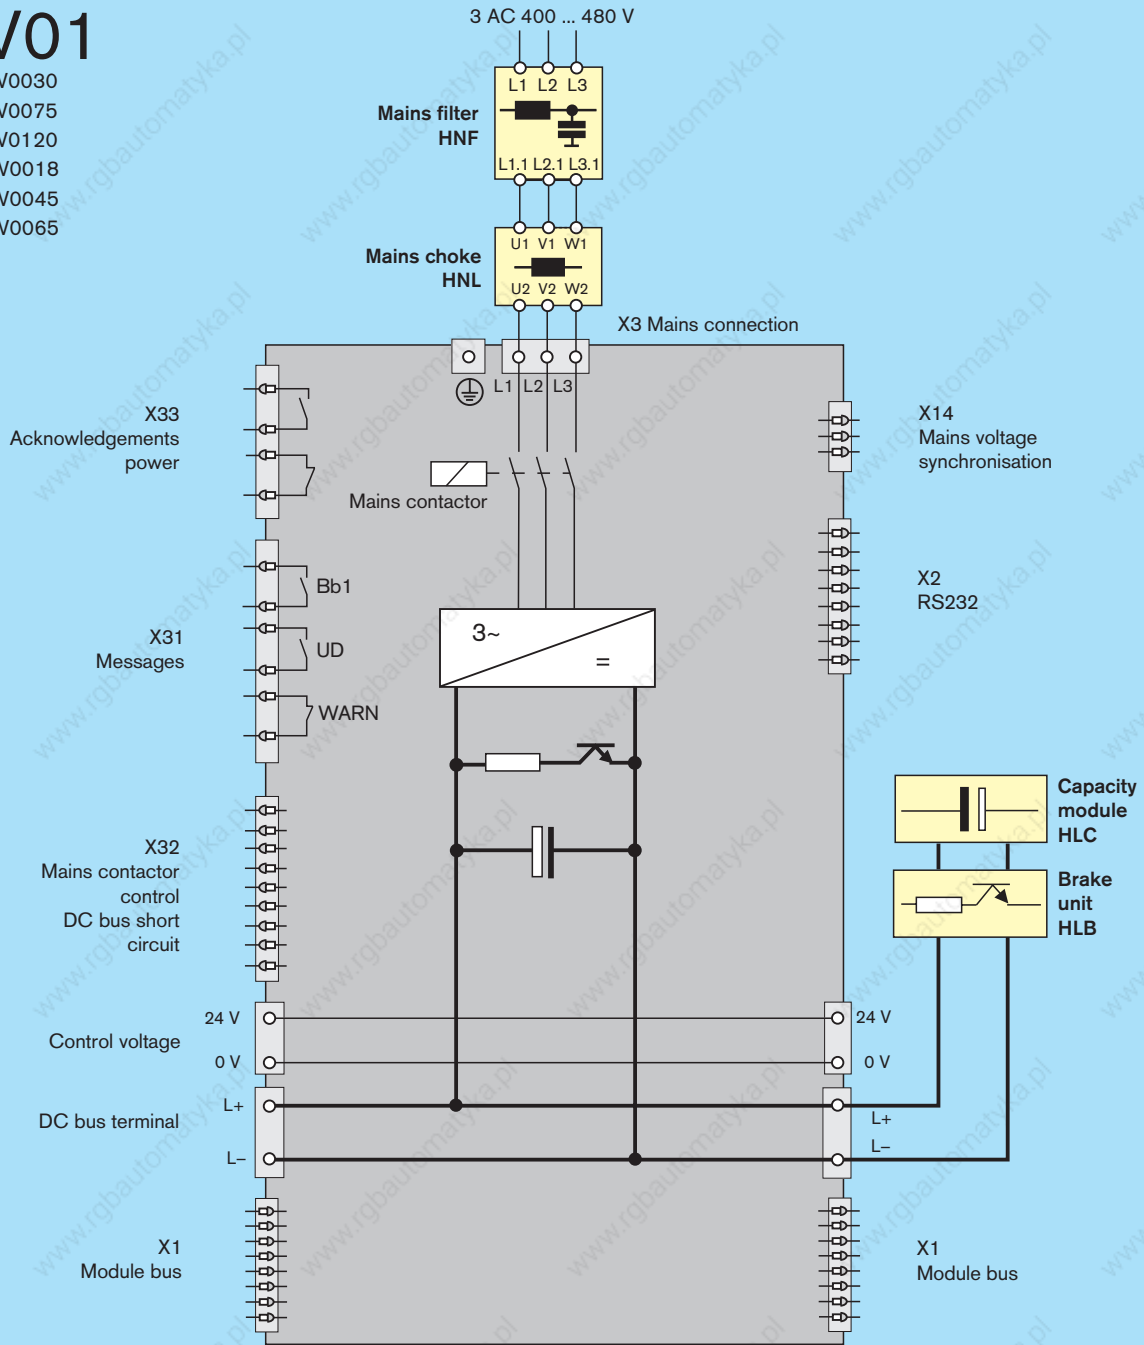 V01
V0030
V0075
V0120
V0018
V0045
V0065
3 AC 400 ... 480 V
L1 L2 L3
Mains filter
HNF
L1.1 L2.1 L3.1
U1 V1 W1
Mains choke
HNL
U2 V2 W2
X3 Mains connection
L1 L2 L3
X33
Acknowledgements
power
Mains contactor
X14
Mains voltage
synchronisation
X2
RS232
X31
Messages
Bb1
UD
WARN
3~
=
X32
Mains contactor
control
DC bus short
circuit
Capacity
module
HLC
Brake
unit
HLB
Control voltage
24 V
0 V
24 V
0 V
DC bus terminal
L+
L–
L+
L–
X1
Module bus
X1
Module bus
www.rgbautomatyka.pl